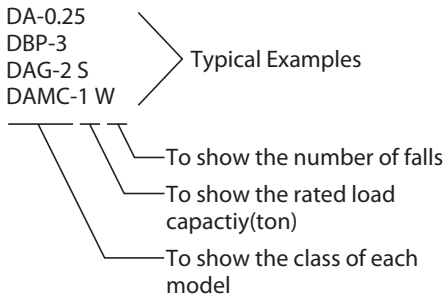 DA-0.25
DBP-3
DAG-2 S
DAMC-1 W
Typical Examples
To show the number of falls
To show the rated load
capactiy(ton)
To show the class of each
model